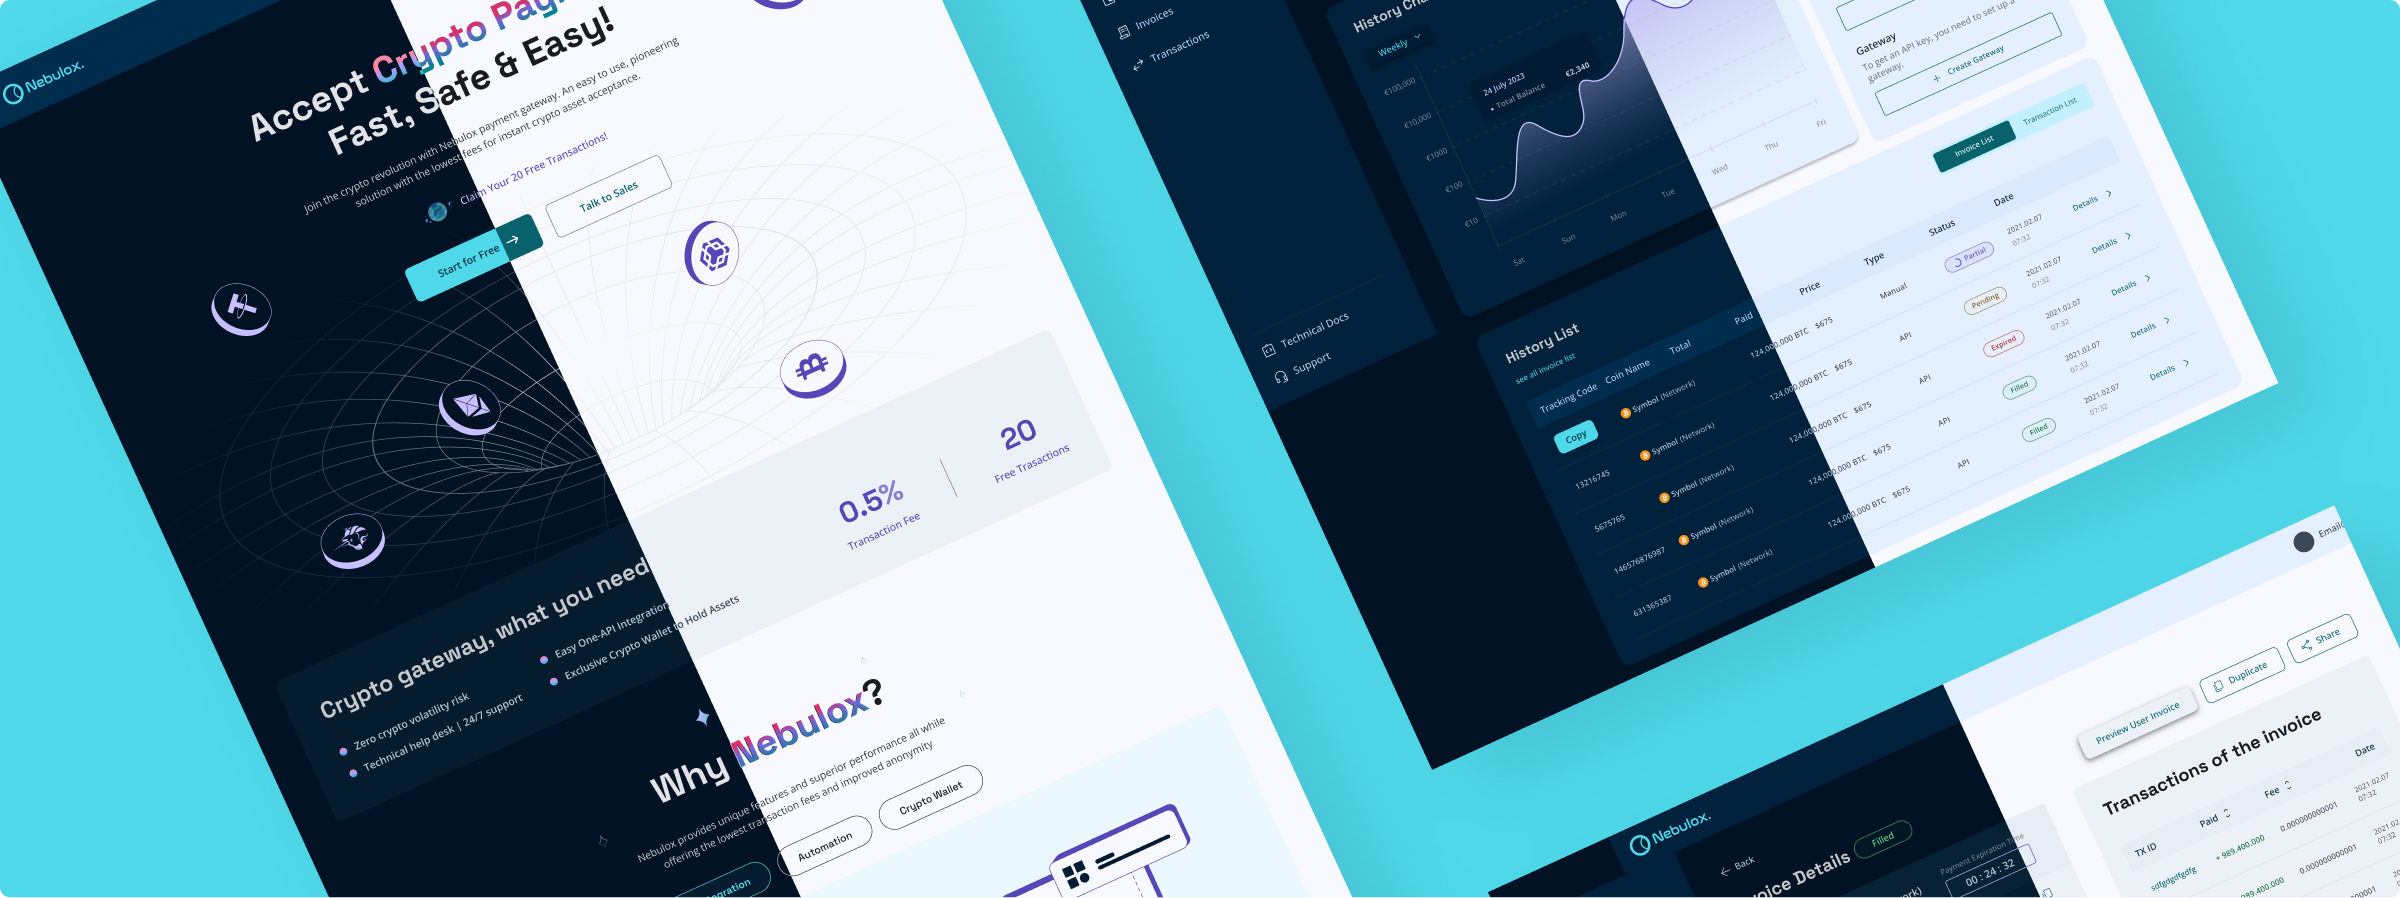 Nebulox.
Accept Crypto Pay
Fast, Safe & Easy!
Join the crypto revolution with Nebulox payment gateway. An easy to use, pioneering
solution with the lowest fees for instant crypto asset acceptance.
Claim Your 20 Free Transactions!
Start for Free
Talk to Sales
0.5%
Transaction Fee
20
Free Trasactions
Crypto gateway, what you need
Zero crypto volatility risk
Technical help desk | 24/7 support
Easy One-API Integration
Exclusive Crypto Wallet to Hold Assets
Why Nebulox?
Nebulox provides unique features and superior performance all while
offering the lowest transaction fees and improved anonymity
Automation
Crypto Wallet
Invoices
Transactions
Technical Docs
Support
History
Weekly
€100,000
€10,000
€1000
€100
€10
24 July 2023
Total Balance
€2,340
Sat
Sun
Mon
Tue
Wed
Thu
Fri
Gateway
To get an API key, you need to set up a
gateway.
Create Gateway
Invoice List
Transaction List
History List
see all invoice list
Tracking Code Coin Name Total Paid Price Type Status Date
Copy Symbol (Network) 124,000,000 BTC $675 Manual Partial 2021.02.07 07:32 Details
13216745 Symbol (Network) 124,000,000 BTC $675 API Pending 2021.02.07 07:32 Details
5675765 Symbol (Network) 124,000,000 BTC $675 API Expired 2021.02.07 07:32 Details
14657687 6987 Symbol (Network) 124,000,000 BTC $675 API Filled 2021.02.07 07:32 Details
631365387 Symbol (Network) 124,000,000 BTC $675 API Filled 2021.02.07 07:32 Details
Nebulox.
Back
Invoice Details
Filled
Payment Expiration Time
00 : 24 : 32
Preview User Invoice
Duplicate
Share
Transactions of the invoice
TX ID Paid Fee Date
sdfgdgfdgfg + 989.400.000 0.0000000000001 2021.02.07
07:32
989.400.000 0.000000000001